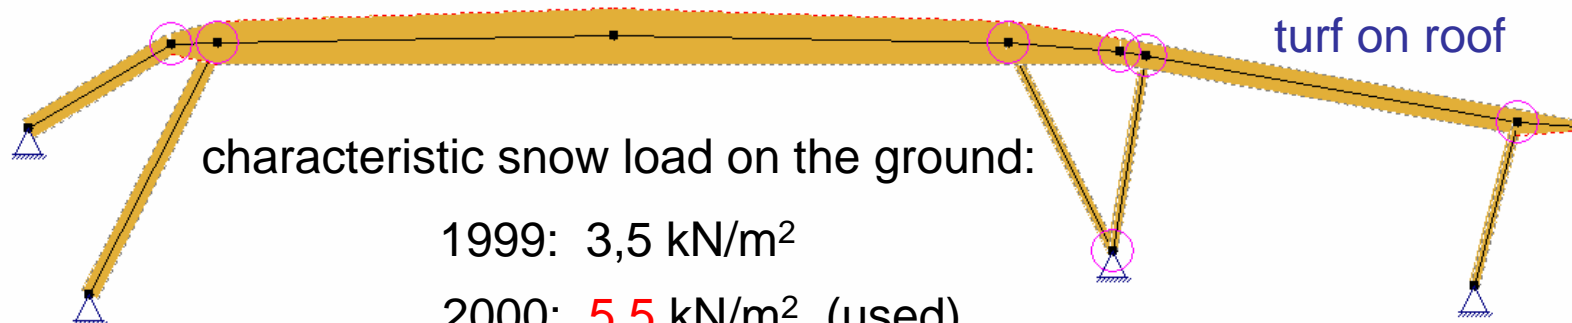 turf on roof
characteristic snow load on the ground:
1999: 3,5 kN/m²
2000: 5,5 kN/m² (used)